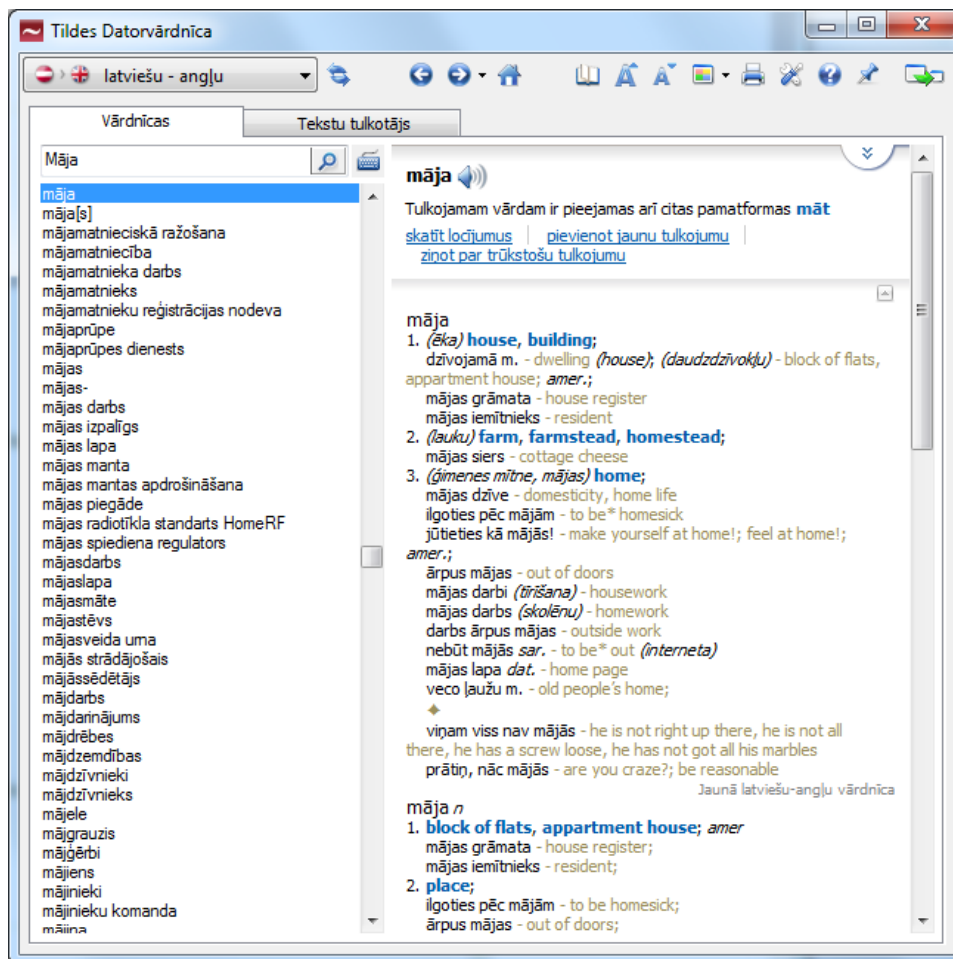 Tildes Datorvārdnīca
latviešu - angļu
Vārdnīcas
Tekstu tulkotājs
Māja
māja
māja[s]
mājamatnieciskā ražošana
mājamatniecība
mājamatnieka darbs
mājamatnieks
mājamatnieku reģistrācijas nodeva
mājaprūpe
mājaprūpes dienests
mājas
mājas-
mājas darbs
mājas izpalīgs
mājas lapa
mājas manta
mājas mantas apdrošināšana
mājas piegāde
mājas radiotīkla standarts HomeRF
mājas spiediena regulators
mājasdarbs
mājaslapa
mājasmāte
mājastēvs
mājasveida urna
mājās strādājošais
mājāssēdētājs
mājdarbs
mājdarinājums
mājdrēbes
mājdzemdības
mājdzīvnieki
mājdzīvnieks
mājele
mājgrauzis
mājģērbi
mājiens
mājinieki
mājinieku komanda
mājiņa
māja
Tulkojamam vārdam ir pieejamas arī citas pamatformas māt
skatīt locījumus pievienot jaunu tulkojumu
ziņot par trūkstošu tulkojumu
māja
1. (ēka) house, building;
dzīvojamā m. - dwelling (house); (daudzdzīvokļu) - block of flats,
appartment house; amer.;
mājas grāmata - house register
mājas iemītnieks - resident
2. (lauku) farm, farmstead, homestead;
mājas siers - cottage cheese
3. (ģimenes mītne, mājas) home;
mājas dzīve - domesticity, home life
ilgoties pēc mājām - to be* homesick
jūtieties kā mājās! - make yourself at home!; feel at home!;
amer.;
ārpus mājas - out of doors
mājas darbi (tīrīšana) - housework
mājas darbs (skolēnu) - homework
darbs ārpus mājas - outside work
nebūt mājās sar. - to be* out (interneta)
mājas lapa dat. - home page
veco ļaužu m. - old people's home;
viņam viss nav mājās - he is not right up there, he is not all
there, he has a screw loose, he has not got all his marbles
prātiņ, nāc mājās - are you craze?; be reasonable
Jaunā latviešu-angļu vārdnīca
māja n
1. block of flats, appartment house; amer
mājas grāmata - house register;
mājas iemītnieks - resident;
2. place;
ilgoties pēc mājām - to be homesick;
ārpus mājas - out of doors;